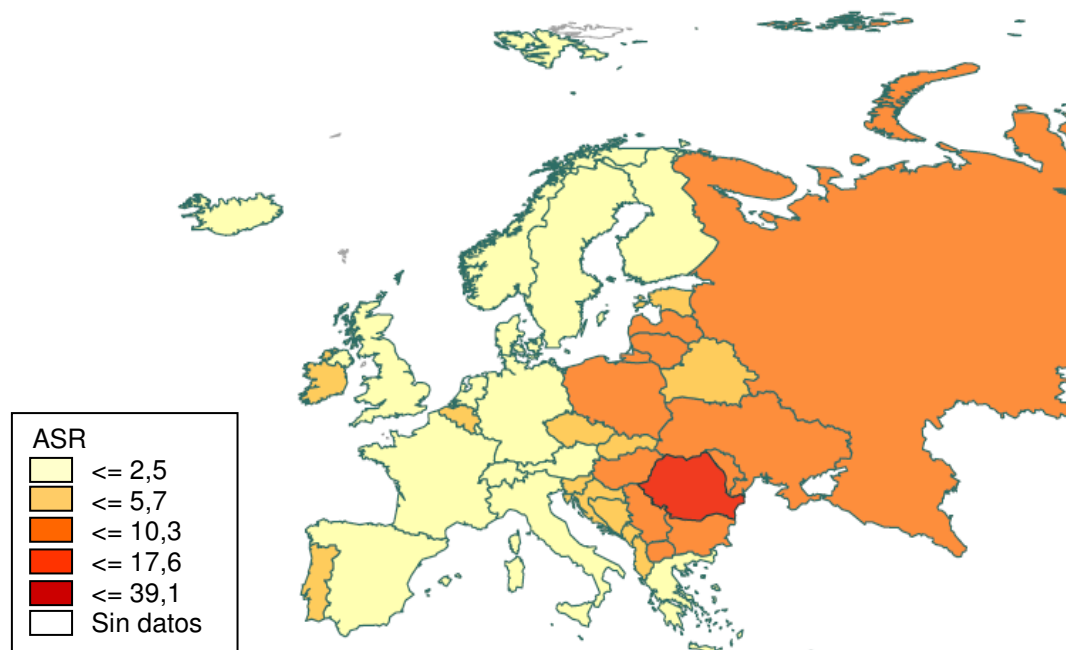 ASR
<= 2,5
<= 5,7
<= 10,3
<= 17,6
<= 39,1
Sin datos